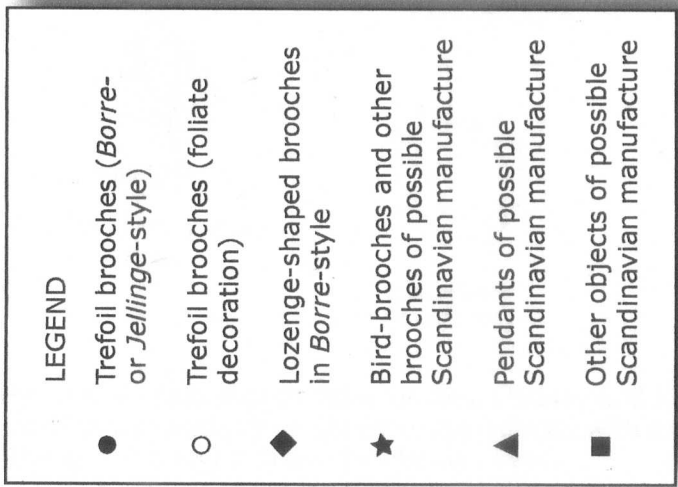 LEGEND
Trefoil brooches (Borre-
or Jellinge-style)
Trefoil brooches (foliate
decoration)
Lozenge-shaped brooches
in Borre-style
Bird-brooches and other
brooches of possible
Scandinavian manufacture
Pendants of possible
Scandinavian manufacture
Other objects of possible
Scandinavian manufacture